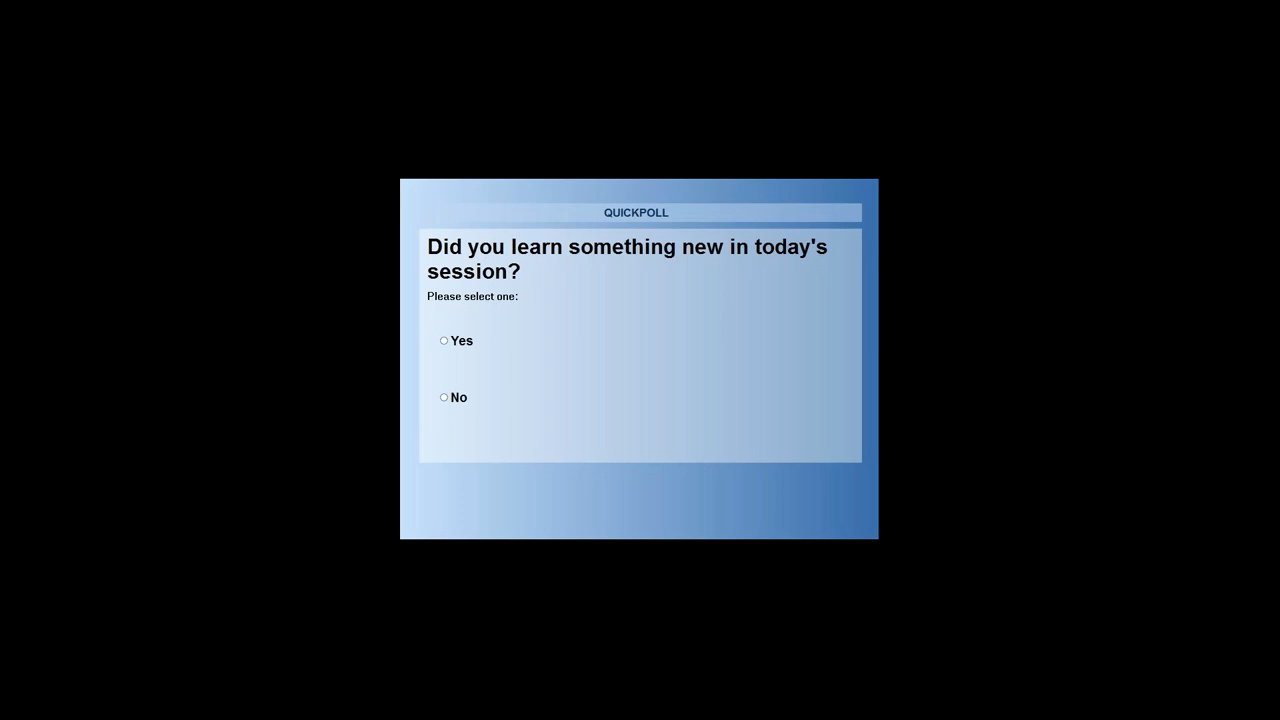 QUICKPOLL
Did you learn something new in today's
session?
Please select one:
Yes
No